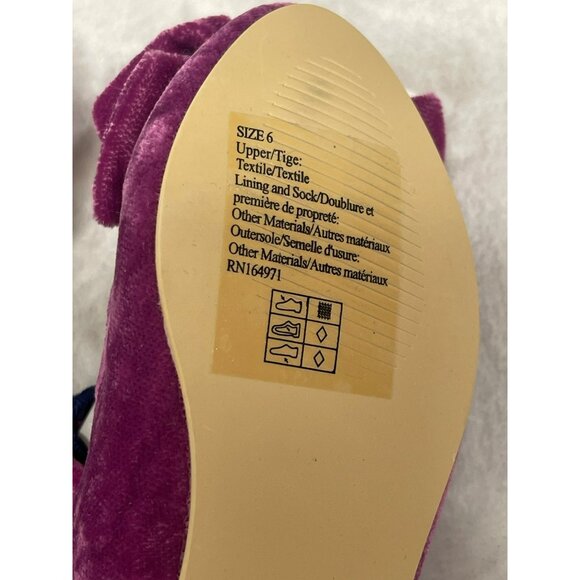 SIZE 6
Upper/Tige:
Textile/Textile
Lining and Sock/Doublure et
première de propreté:
Other Materials/Autres matériaux
Outersole/Semelle d'usure:
Other Materials/Autres matériaux
RN164971